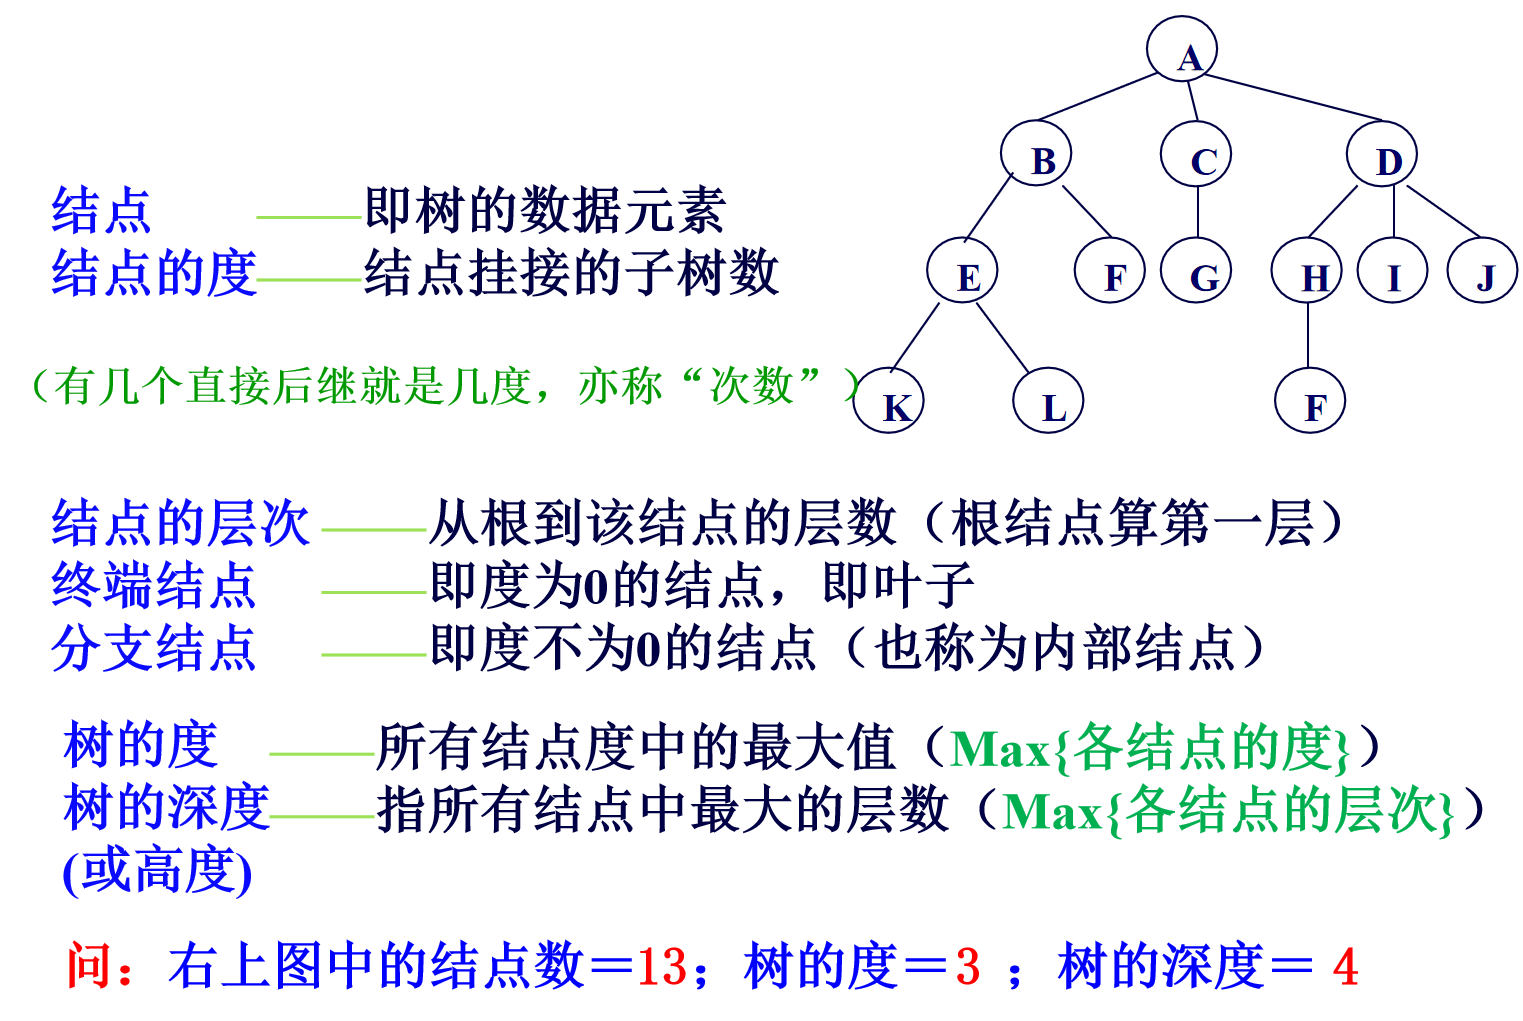 A
B C D
结点 ——即树的数据元素
结点的度——结点挂接的子树数
E F G H I J
（有几个直接后继就是几度，亦称“次数”）
K L F
结点的层次 ——从根到该结点的层数（根结点算第一层）
终端结点 ——即度为0的结点，即叶子
分支结点 ——即度不为0的结点（也称为内部结点）
树的度 ——所有结点度中的最大值（Max{各结点的度}）
树的深度——指所有结点中最大的层数（Max{各结点的层次}）
(或高度)
问：右上图中的结点数＝13；树的度＝3 ；树的深度＝ 4